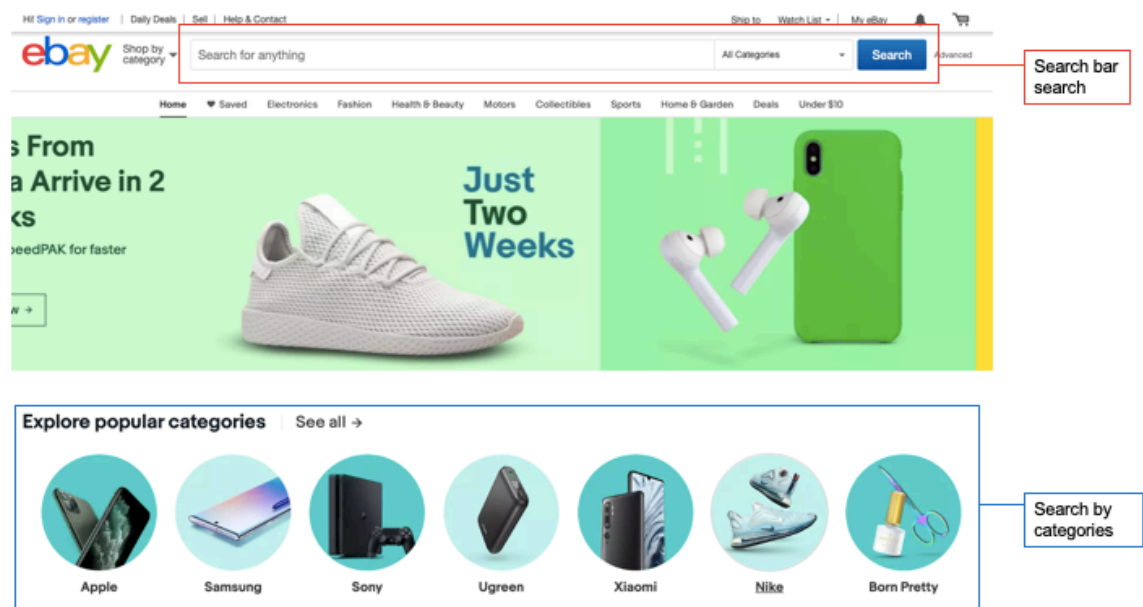 Hi! Sign in or register | Daily Deals | Sell | Help & Contact
Ship to Watch List My eBay
ebay Shop by category
Search for anything
All Categories
Search
Advanced
Search bar
search
Home Saved Electronics Fashion Health & Beauty Motors Collectibles Sports Home & Garden Deals Under $10
s From
a Arrive in 2
ks
peedPAK for faster
w →
Just
Two
Weeks
Explore popular categories | See all →
Search by
categories
Apple Samsung Sony Ugreen Xiaomi Nike Born Pretty